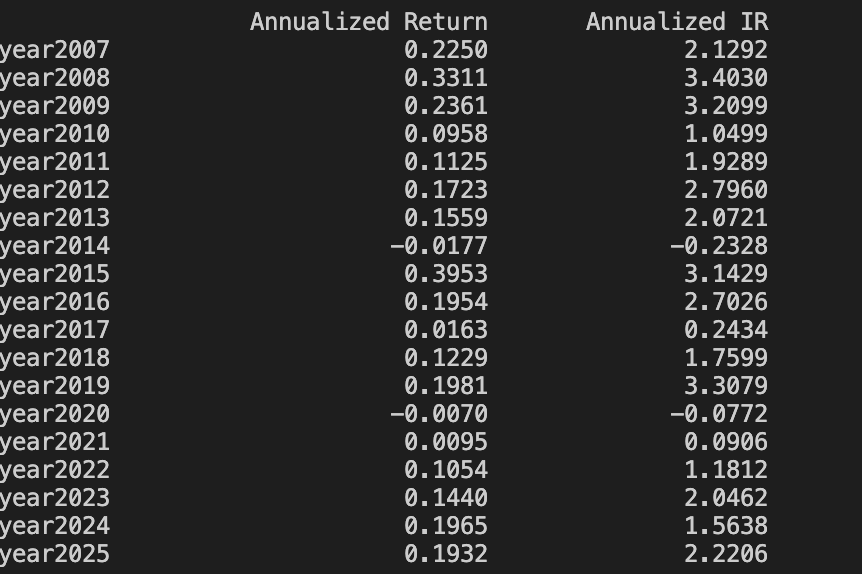 Annualized Return Annualized IR
year2007 0.2250 2.1292
year2008 0.3311 3.4030
year2009 0.2361 3.2099
year2010 0.0958 1.0499
year2011 0.1125 1.9289
year2012 0.1723 2.7960
year2013 0.1559 2.0721
year2014 −0.0177 −0.2328
year2015 0.3953 3.1429
year2016 0.1954 2.7026
year2017 0.0163 0.2434
year2018 0.1229 1.7599
year2019 0.1981 3.3079
year2020 −0.0070 −0.0772
year2021 0.0095 0.0906
year2022 0.1054 1.1812
year2023 0.1440 2.0462
year2024 0.1965 1.5638
year2025 0.1932 2.2206